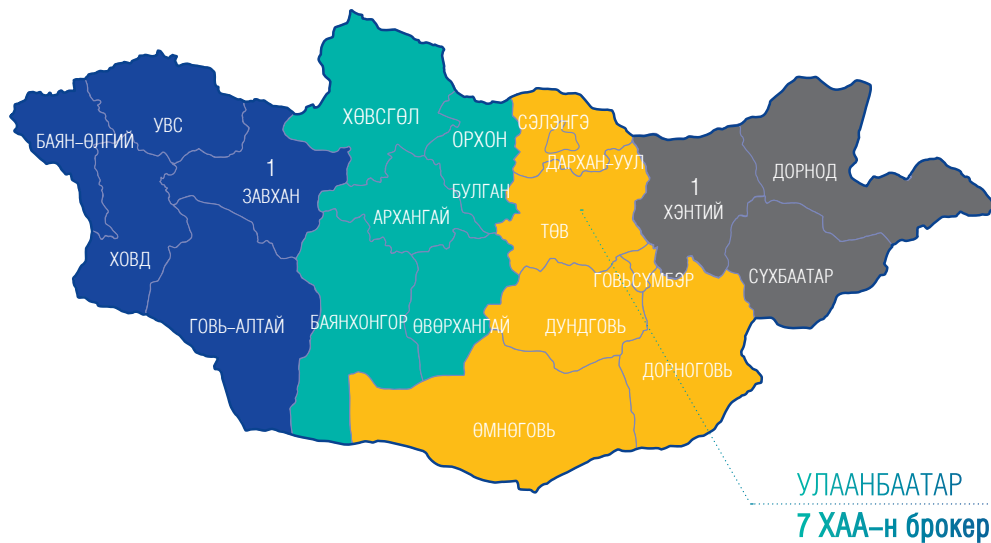 ХӨВСГӨЛ
СЭЛЭНГЭ
УВС
БАЯН–ӨЛГИЙ
ОРХОН
ДАРХАН–УУЛ
1
ЗАВХАН
ДОРНОД
1
ХЭНТИЙ
БУЛГАН
АРХАНГАЙ
ТӨВ
ХОВД
ГОВЬСҮМБЭР
СҮХБААТАР
ГОВЬ–АЛТАЙ
БАЯНХОНГОР
ӨВӨРХАНГАЙ
ДУНДГОВЬ
ДОРНОГОВЬ
ӨМНӨГОВЬ
УЛААНБААТАР
7 ХАА–н брокер